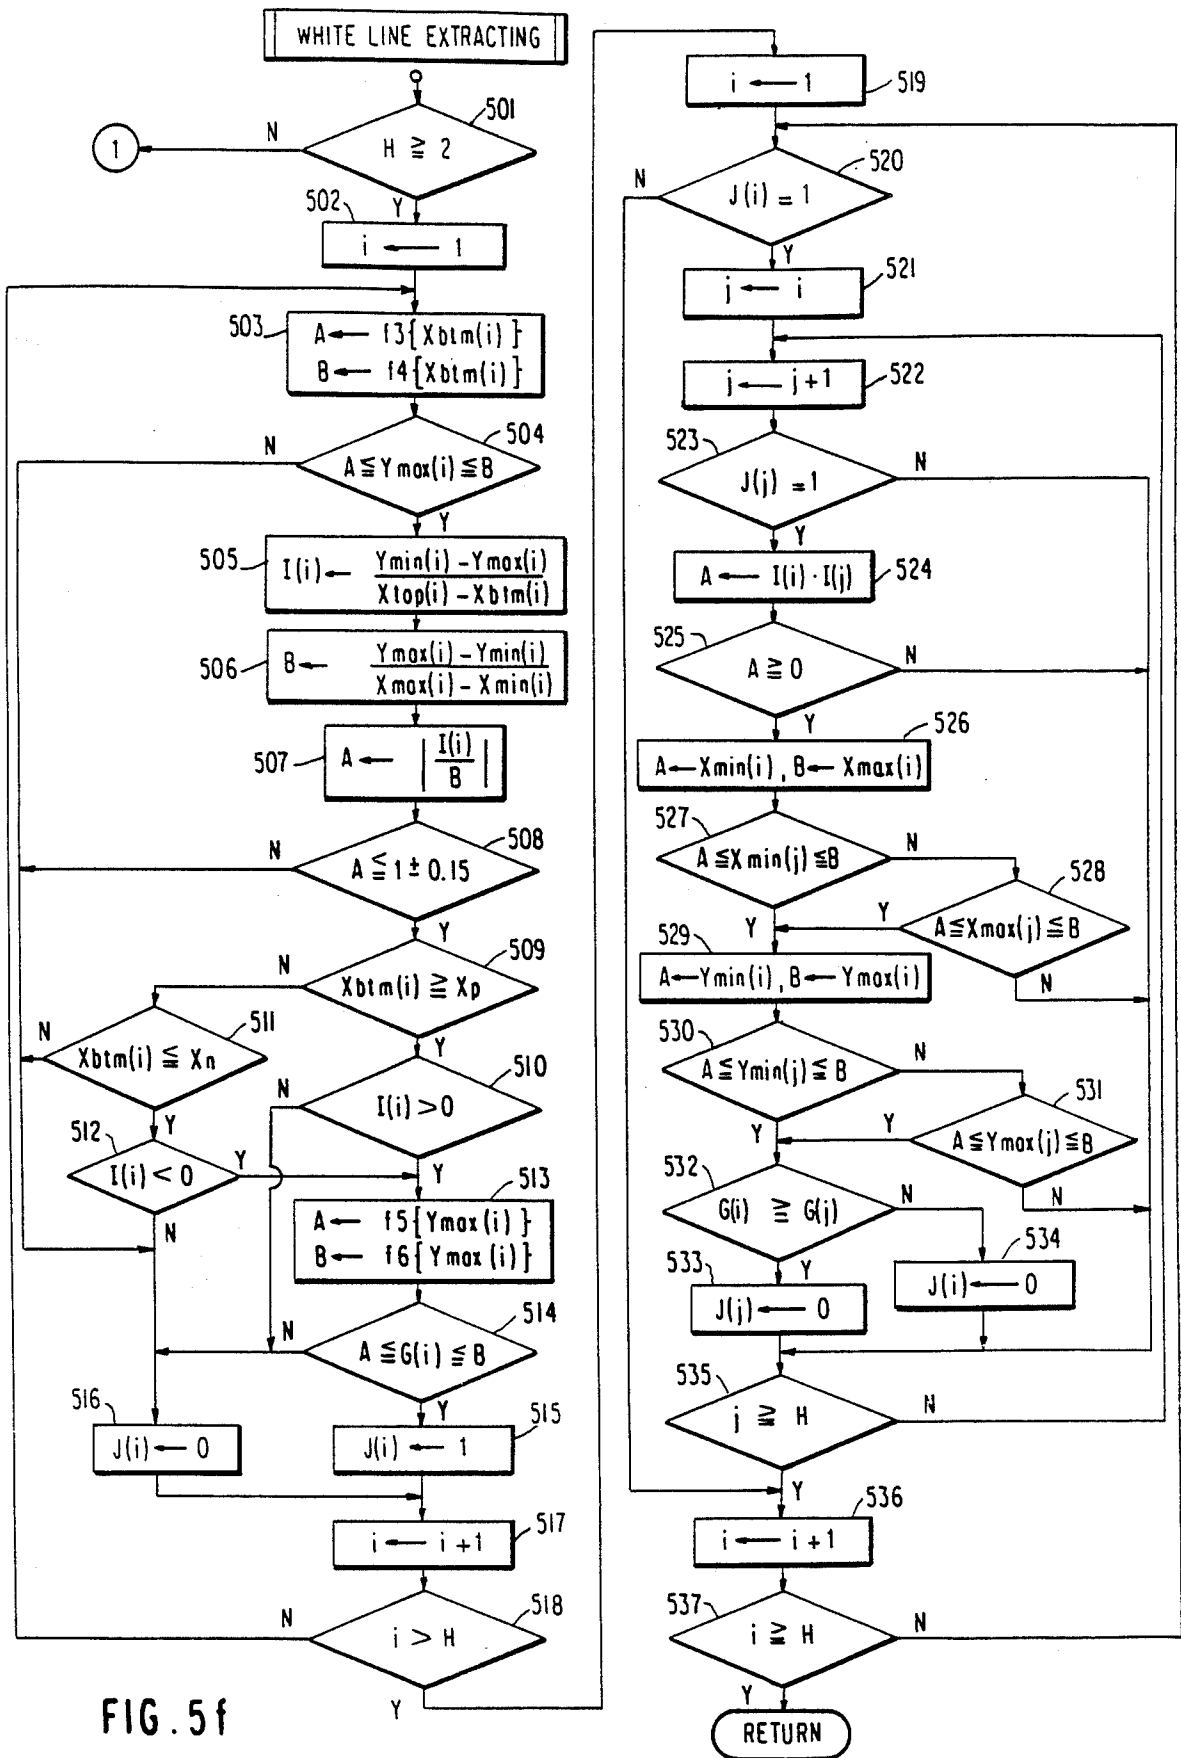 WHITE LINE EXTRACTING
501
H ≧ 2
N
1
Y
502
i ← 1
503
A ← f3{Xbtm(i)}
B ← f4{Xbtm(i)}
504
A ≦ Ymax(i) ≦ B
N
Y
505
I(i) ← Ymin(i) - Ymax(i)
Xtop(i) - Xbtm(i)
506
B ← Ymax(i) - Ymin(i)
Xmax(i) - Xmin(i)
507
A ← | I(i)
B |
508
A ≦ 1 ± 0.15
N
Y
509
Xbtm(i) ≧ Xp
N
Y
511
Xbtm(i) ≦ Xn
N
Y
510
I(i) > 0
N
Y
512
I(i) < 0
Y
N
513
A ← f5{Ymax(i)}
B ← f6{Ymax(i)}
514
A ≦ G(i) ≦ B
N
Y
516
J(i) ← 0
515
J(i) ← 1
517
i ← i + 1
518
i > H
N
Y
FIG. 5f
519
i ← 1
520
J(i) = 1
N
Y
521
j ← i
522
j ← j + 1
523
J(j) = 1
N
Y
524
A ← I(i) · I(j)
525
A ≧ 0
N
Y
526
A ← Xmin(i), B ← Xmax(i)
527
A ≦ Xmin(j) ≦ B
N
Y
528
A ≦ Xmax(j) ≦ B
Y
N
529
A ← Ymin(i), B ← Ymax(i)
530
A ≦ Ymin(j) ≦ B
N
Y
531
A ≦ Ymax(j) ≦ B
Y
N
532
G(i) ≧ G(j)
N
Y
533
J(j) ← 0
534
J(i) ← 0
535
j ≧ H
N
Y
536
i ← i + 1
537
i ≧ H
N
Y
RETURN